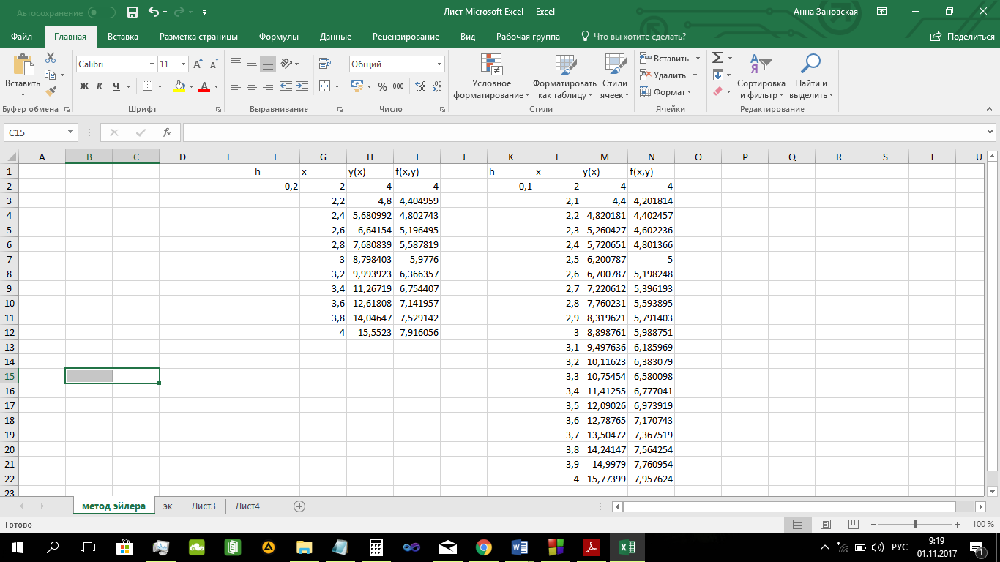 Автосохранение
Лист Microsoft Excel - Excel
Анна Зановская
Файл Главная Вставка Разметка страницы Формулы Данные Рецензирование Вид Рабочая группа Что вы хотите сделать? Поделиться
Вставить
Calibri 11
Ж К Ч
Общий
% 000
Условное форматирование
Форматировать как таблицу
Стили ячеек
Вставить
Удалить
Формат
Сортировка и фильтр
Найти и выделить
Буфер обмена Шрифт Выравнивание Число Стили Ячейки Редактирование
C15 fx
A B C D E F G H I J K L M N O P Q R S T U
1 h x y(x) f(x,y) h x y(x) f(x,y)
2 0,2 2 4 4 0,1 2 4 4
3 2,2 4,8 4,404959 2,1 4,4 4,201814
4 2,4 5,680992 4,802743 2,2 4,820181 4,402457
5 2,6 6,64154 5,196495 2,3 5,260427 4,602236
6 2,8 7,680839 5,587819 2,4 5,720651 4,801366
7 3 8,798403 5,9776 2,5 6,200787 5
8 3,2 9,993923 6,366357 2,6 6,700787 5,198248
9 3,4 11,26719 6,754407 2,7 7,220612 5,396193
10 3,6 12,61808 7,141957 2,8 7,760231 5,593895
11 3,8 14,04647 7,529142 2,9 8,319621 5,791403
12 4 15,5523 7,916056 3 8,898761 5,988751
13 3,1 9,497636 6,185969
14 3,2 10,11623 6,383079
15 3,3 10,75454 6,580098
16 3,4 11,41255 6,777041
17 3,5 12,09026 6,973919
18 3,6 12,78765 7,170743
19 3,7 13,50472 7,367519
20 3,8 14,24147 7,564254
21 3,9 14,9979 7,760954
22 4 15,77399 7,957624
23
метод эйлера эк Лист3 Лист4
Готово
100 %
РУС
9:19
01.11.2017
1